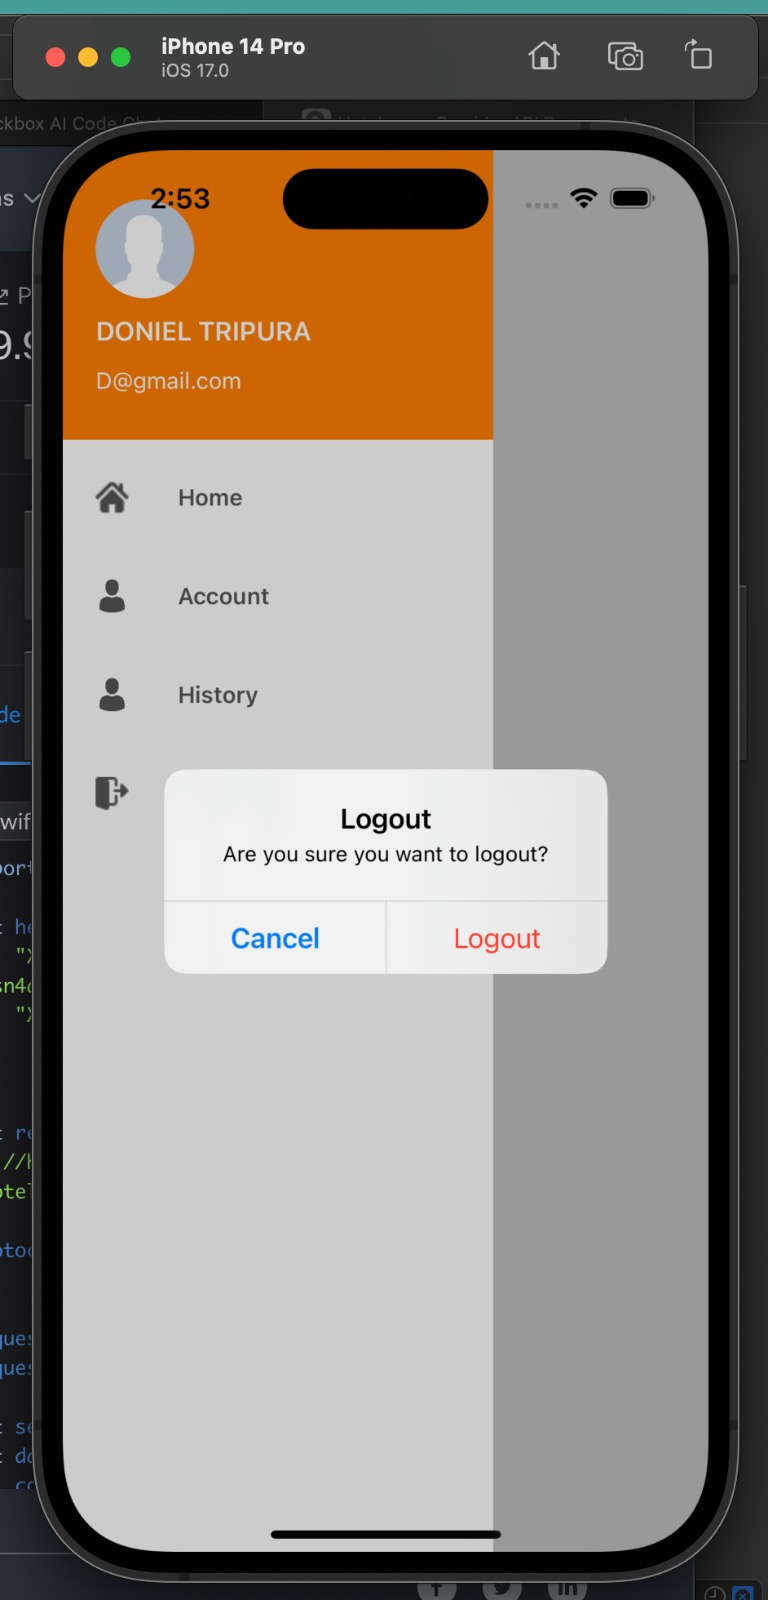 iPhone 14 Pro
iOS 17.0
2:53
DONIEL TRIPURA
D@gmail.com
Home
Account
History
Logout
Are you sure you want to logout?
Cancel
Logout